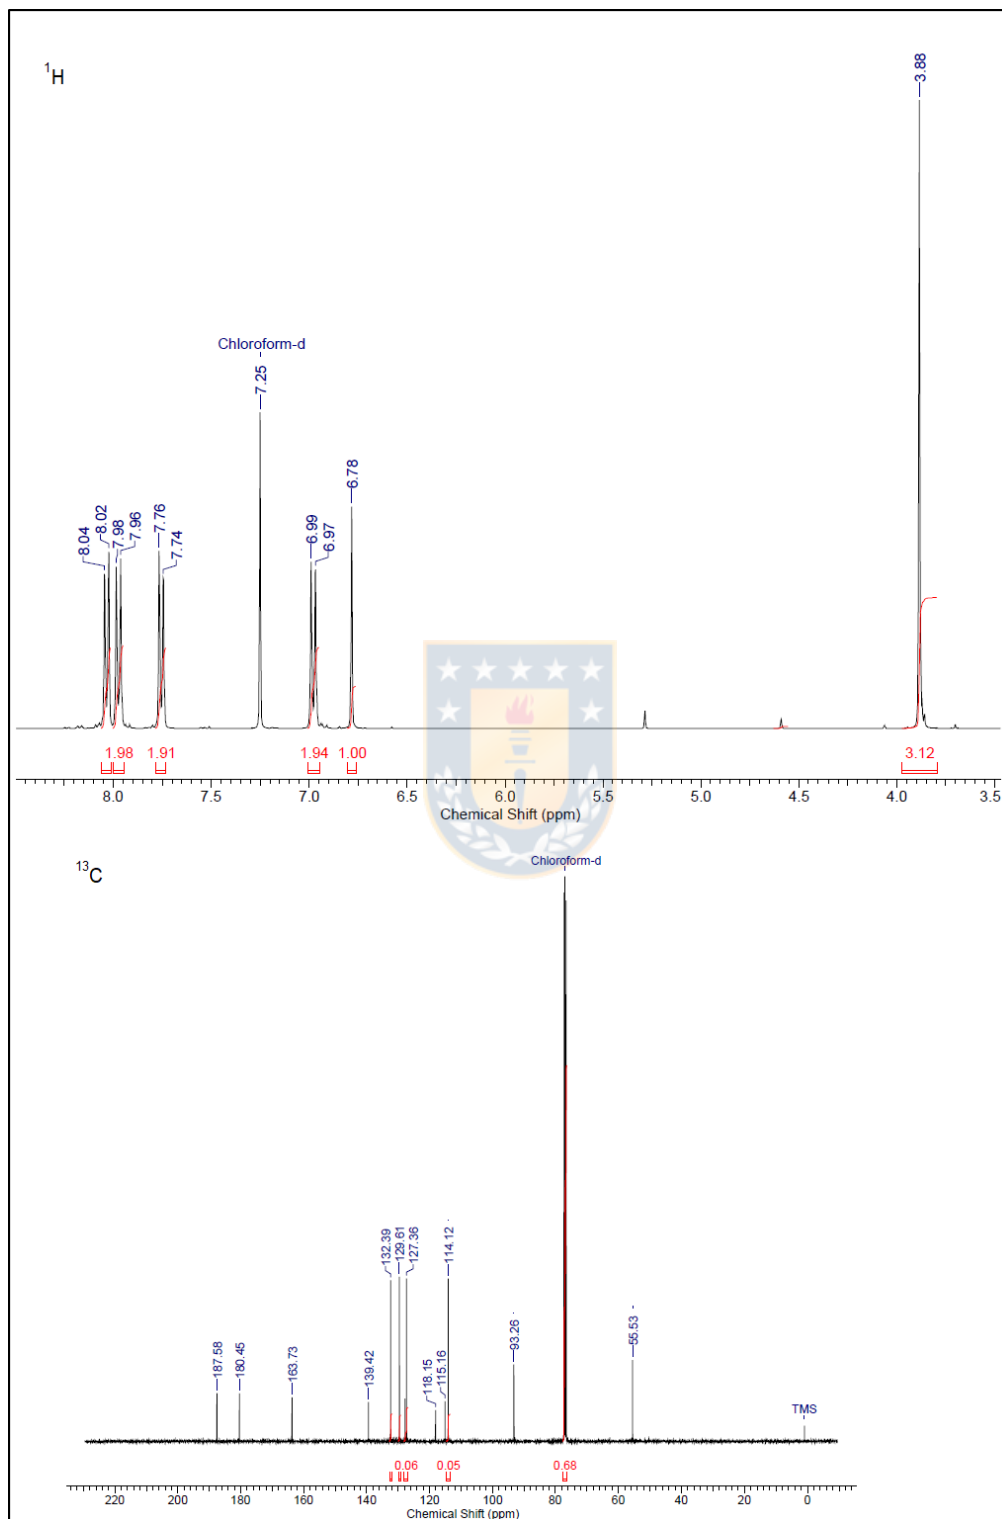 ¹H
3.88
Chloroform-d
7.25
8.04
8.02
7.98
7.96
7.76
7.74
6.99
6.97
6.78
1.98 1.91 1.94 1.00 3.12
8.0 7.5 7.0 6.5 6.0 5.5 5.0 4.5 4.0 3.5
Chemical Shift (ppm)
¹³C
Chloroform-d
187.58
180.45
163.73
139.42
132.39
129.61
127.36
118.15
115.16
114.12
93.26
55.53
TMS
0.06 0.05 0.68
220 200 180 160 140 120 100 80 60 40 20 0
Chemical Shift (ppm)